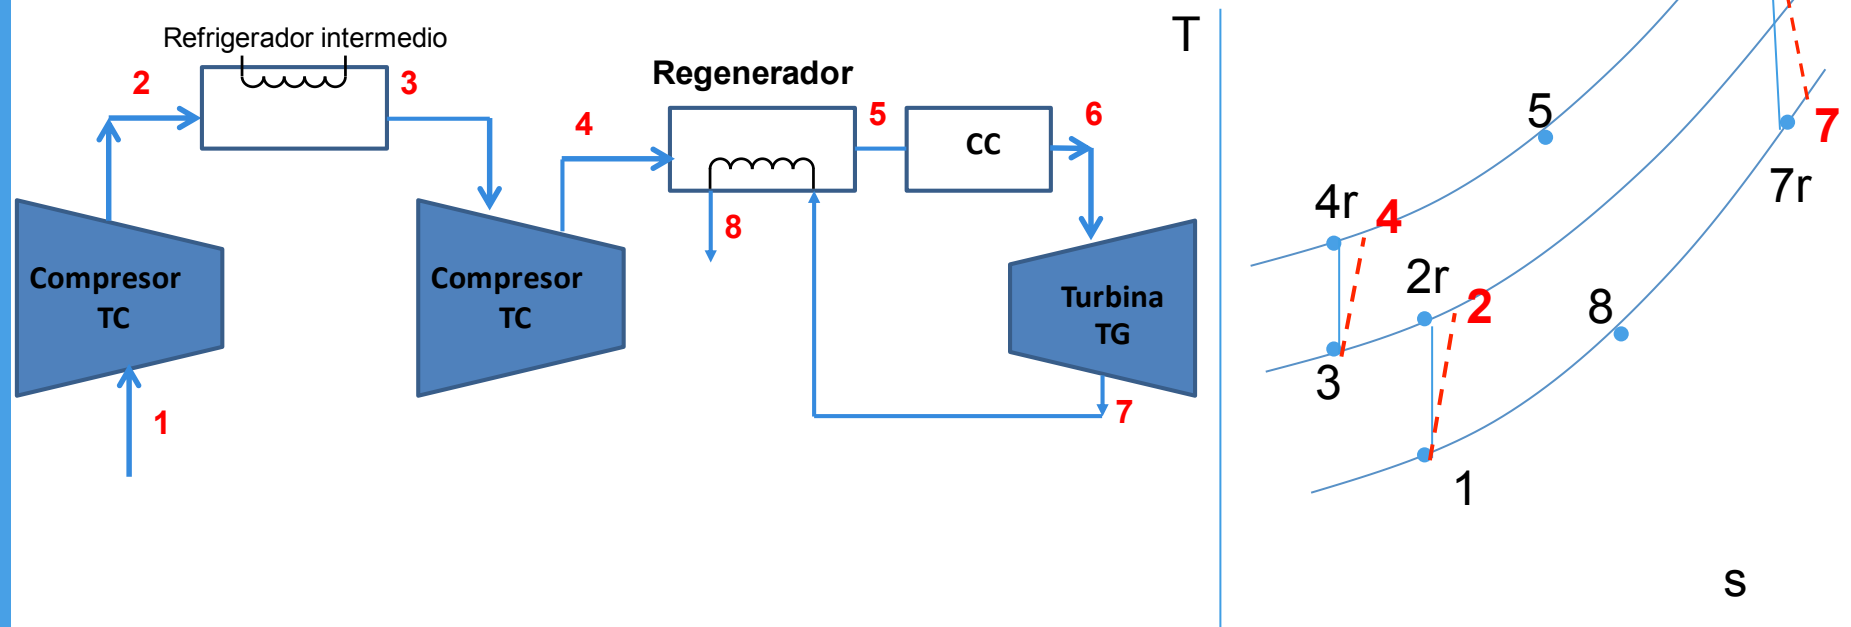 Refrigerador intermedio
2
3
Regenerador
4
5
CC
6
8
Compresor
TC
Compresor
TC
Turbina
TG
1
7
T
5
7
7r
4r
4
2r
2
8
3
1
s